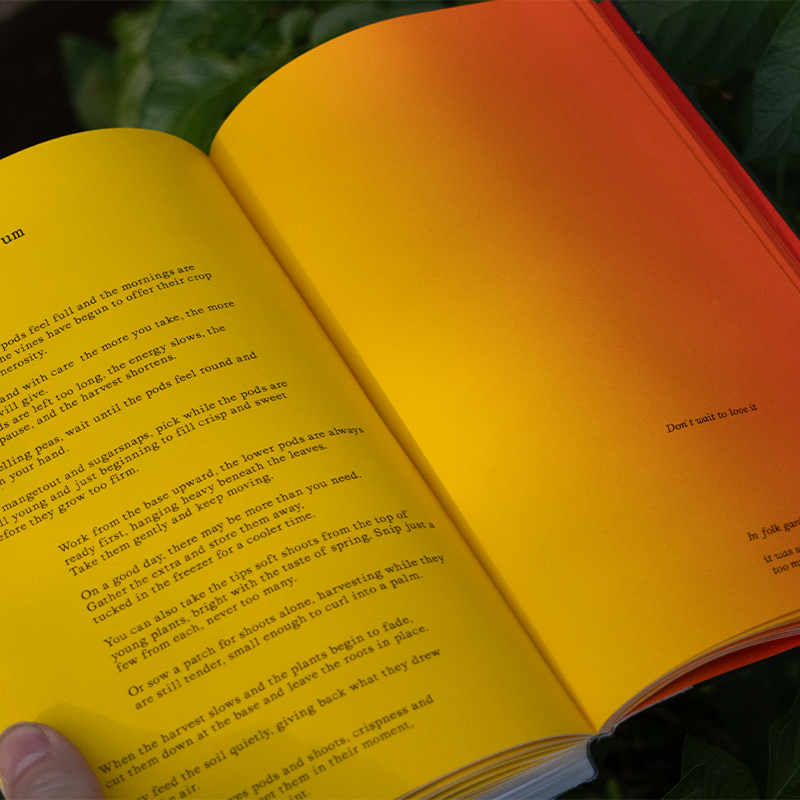 um
pods feel full and the mornings are
vines have begun to offer their crop
and with care the more you take, the more
will give.
are left too long, the energy slows, the
pause, and the harvest shortens.
peas, wait until the pods feel round and
your hand.
mangetout and sugarsnaps, pick while the pods are
young and just beginning to fill crisp and sweet
they grow too firm.
Work from the base upward, the lower pods are always
ready first, hanging heavy beneath the leaves.
Take them gently and keep moving.
On a good day, there may be more than you need.
Gather the extra and store them away,
tucked in the freezer for a cooler time.
You can also take the tips soft shoots from the top of
young plants, bright with the taste of spring. Snip just a
few from each, never too many.
Or sow a patch for shoots alone, harvesting while they
are still tender, small enough to curl into a palm.
When the harvest slows and the plants begin to fade,
cut them down at the base and leave the roots in place.
feed the soil quietly, giving back what they drew
air.
pods and shoots, crispness and
them in their moment,
Don't wait to love it
In folk
it was
too